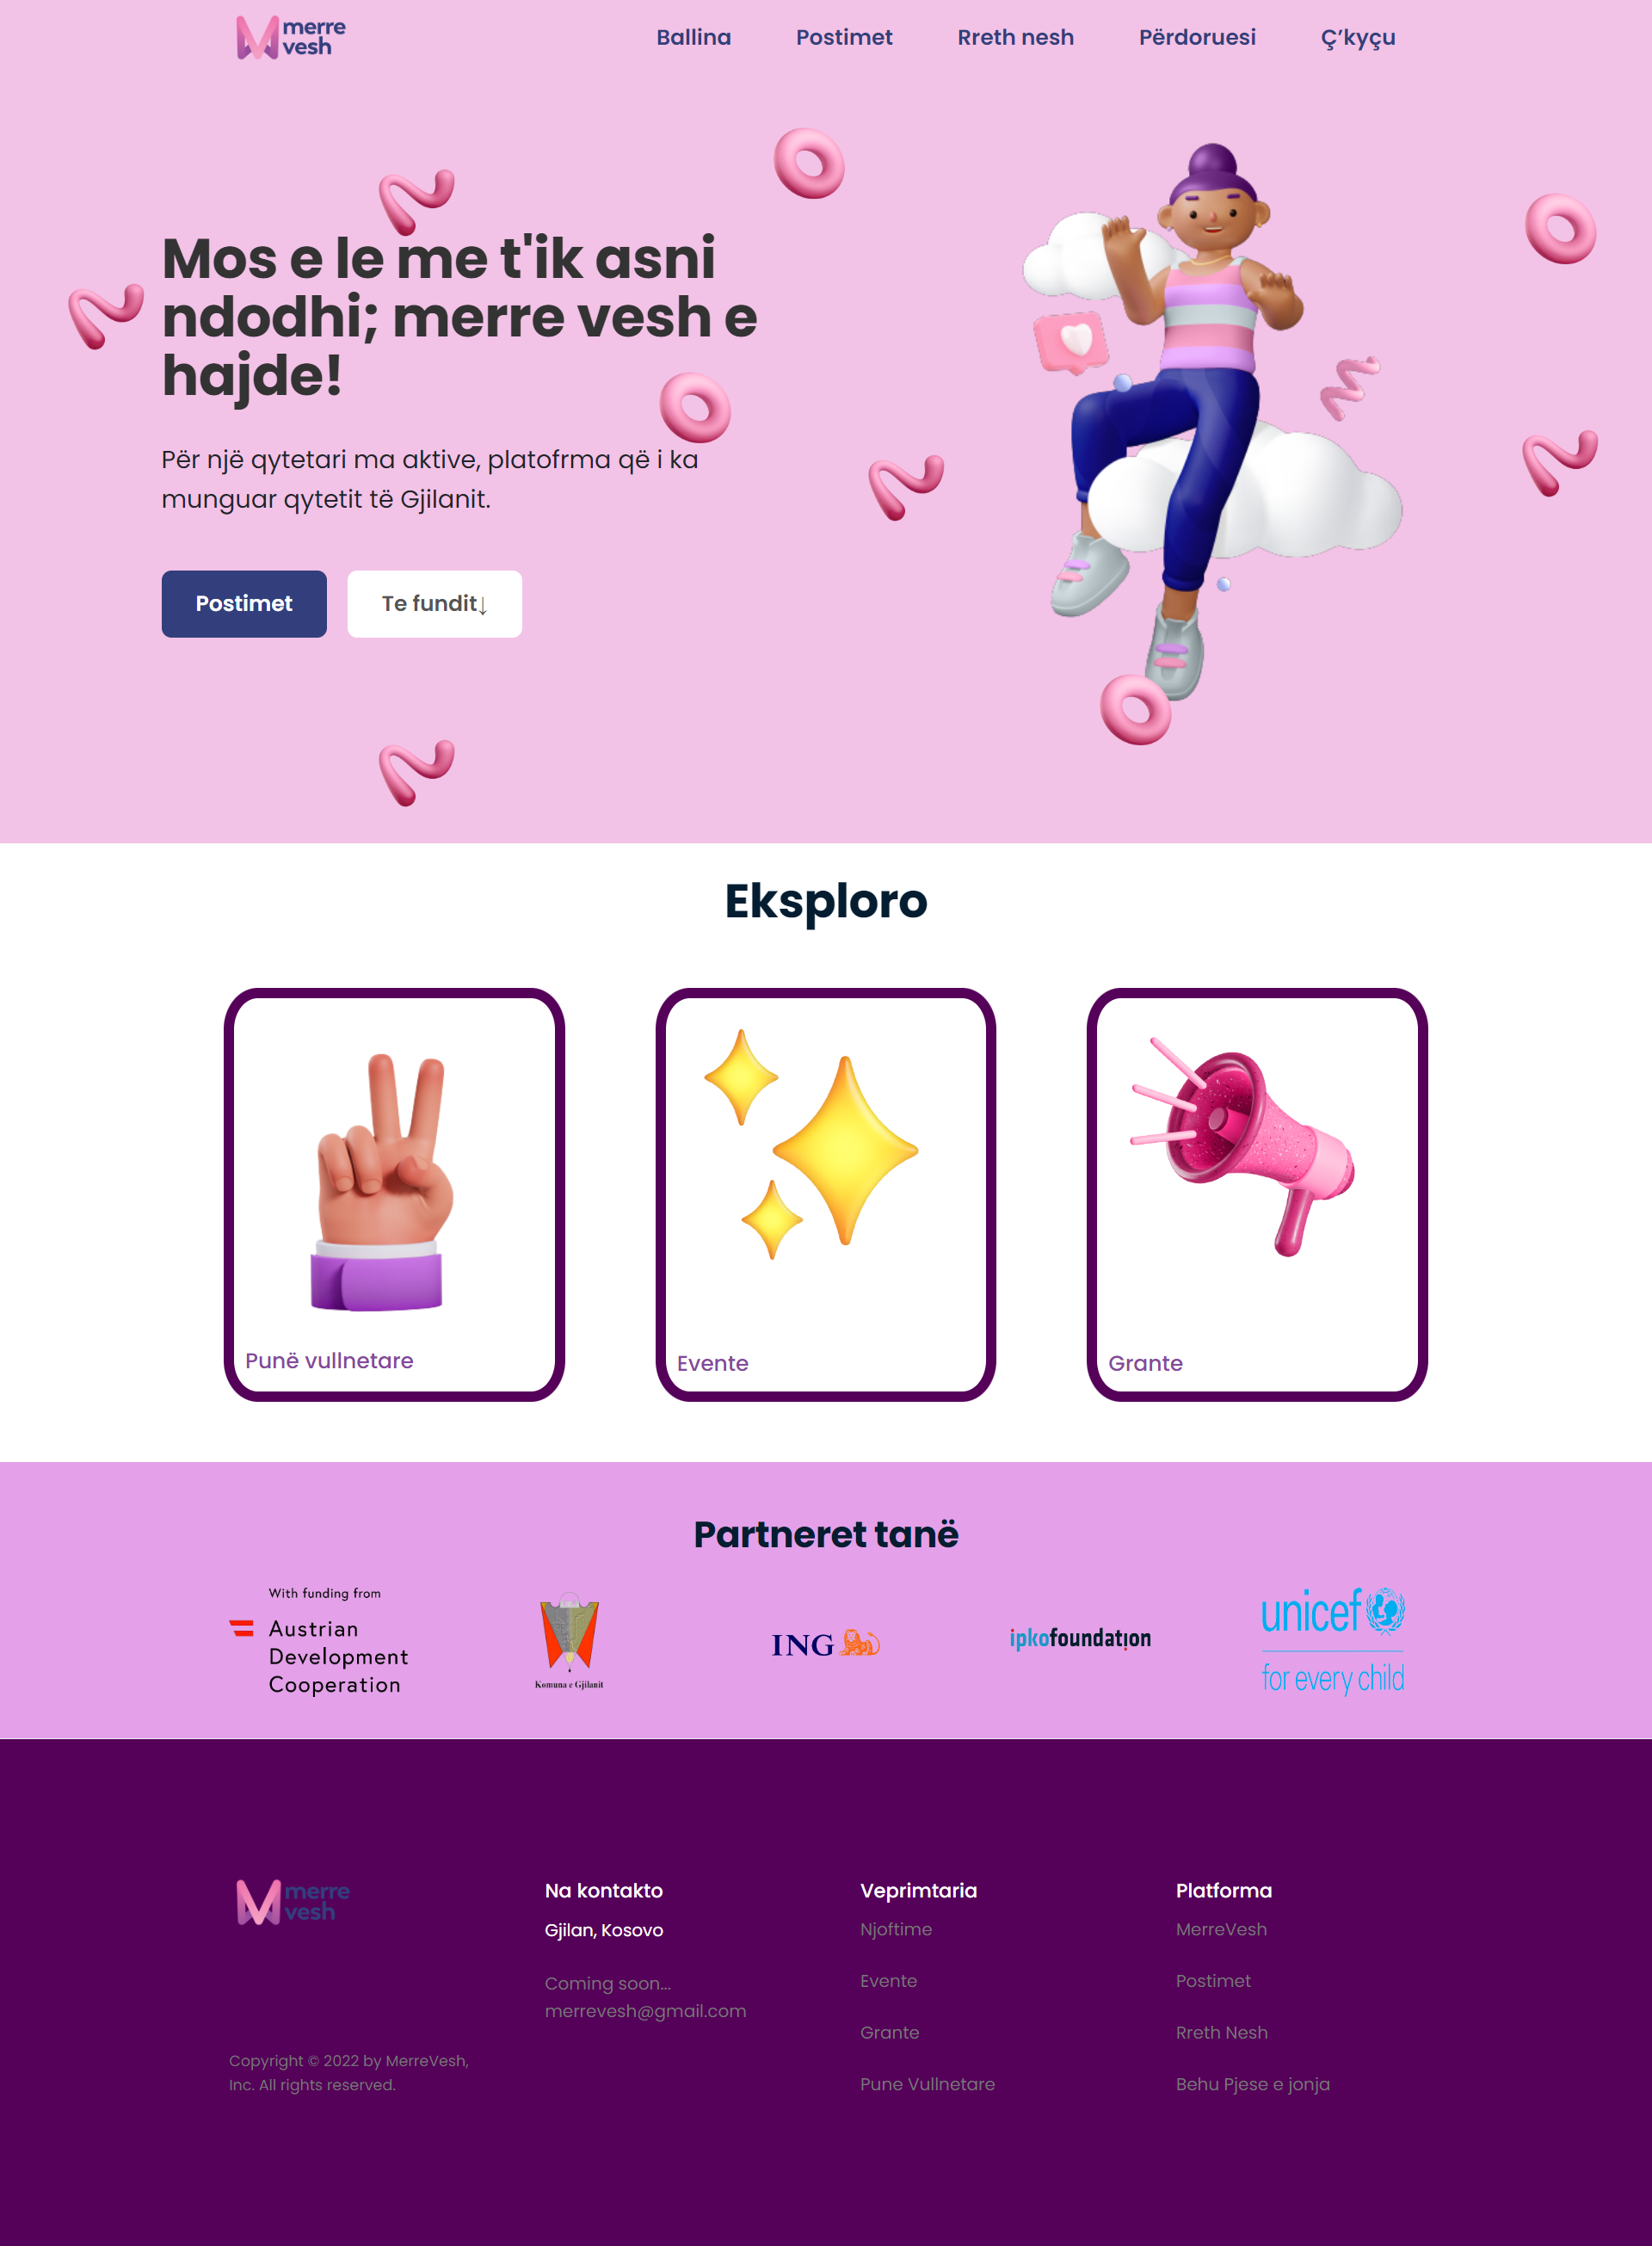 merre
vesh
Ballina
Postimet
Rreth nesh
Përdoruesi
Ç’kyçu
Mos e le me t'ik asni
ndodhi; merre vesh e
hajde!
Për një qytetari ma aktive, platofrma që i ka
munguar qytetit të Gjilanit.
Postimet
Te fundit↓
Eksploro
Punë vullnetare
Evente
Grante
Partneret tanë
With funding from
Austrian
Development
Cooperation
Komuna e Gjilanit
ING
ipkofoundation
unicef
for every child
merre
vesh
Copyright © 2022 by MerreVesh,
Inc. All rights reserved.
Na kontakto
Gjilan, Kosovo
Coming soon...
merrevesh@gmail.com
Veprimtaria
Njoftime
Evente
Grante
Pune Vullnetare
Platforma
MerreVesh
Postimet
Rreth Nesh
Behu Pjese e jonja